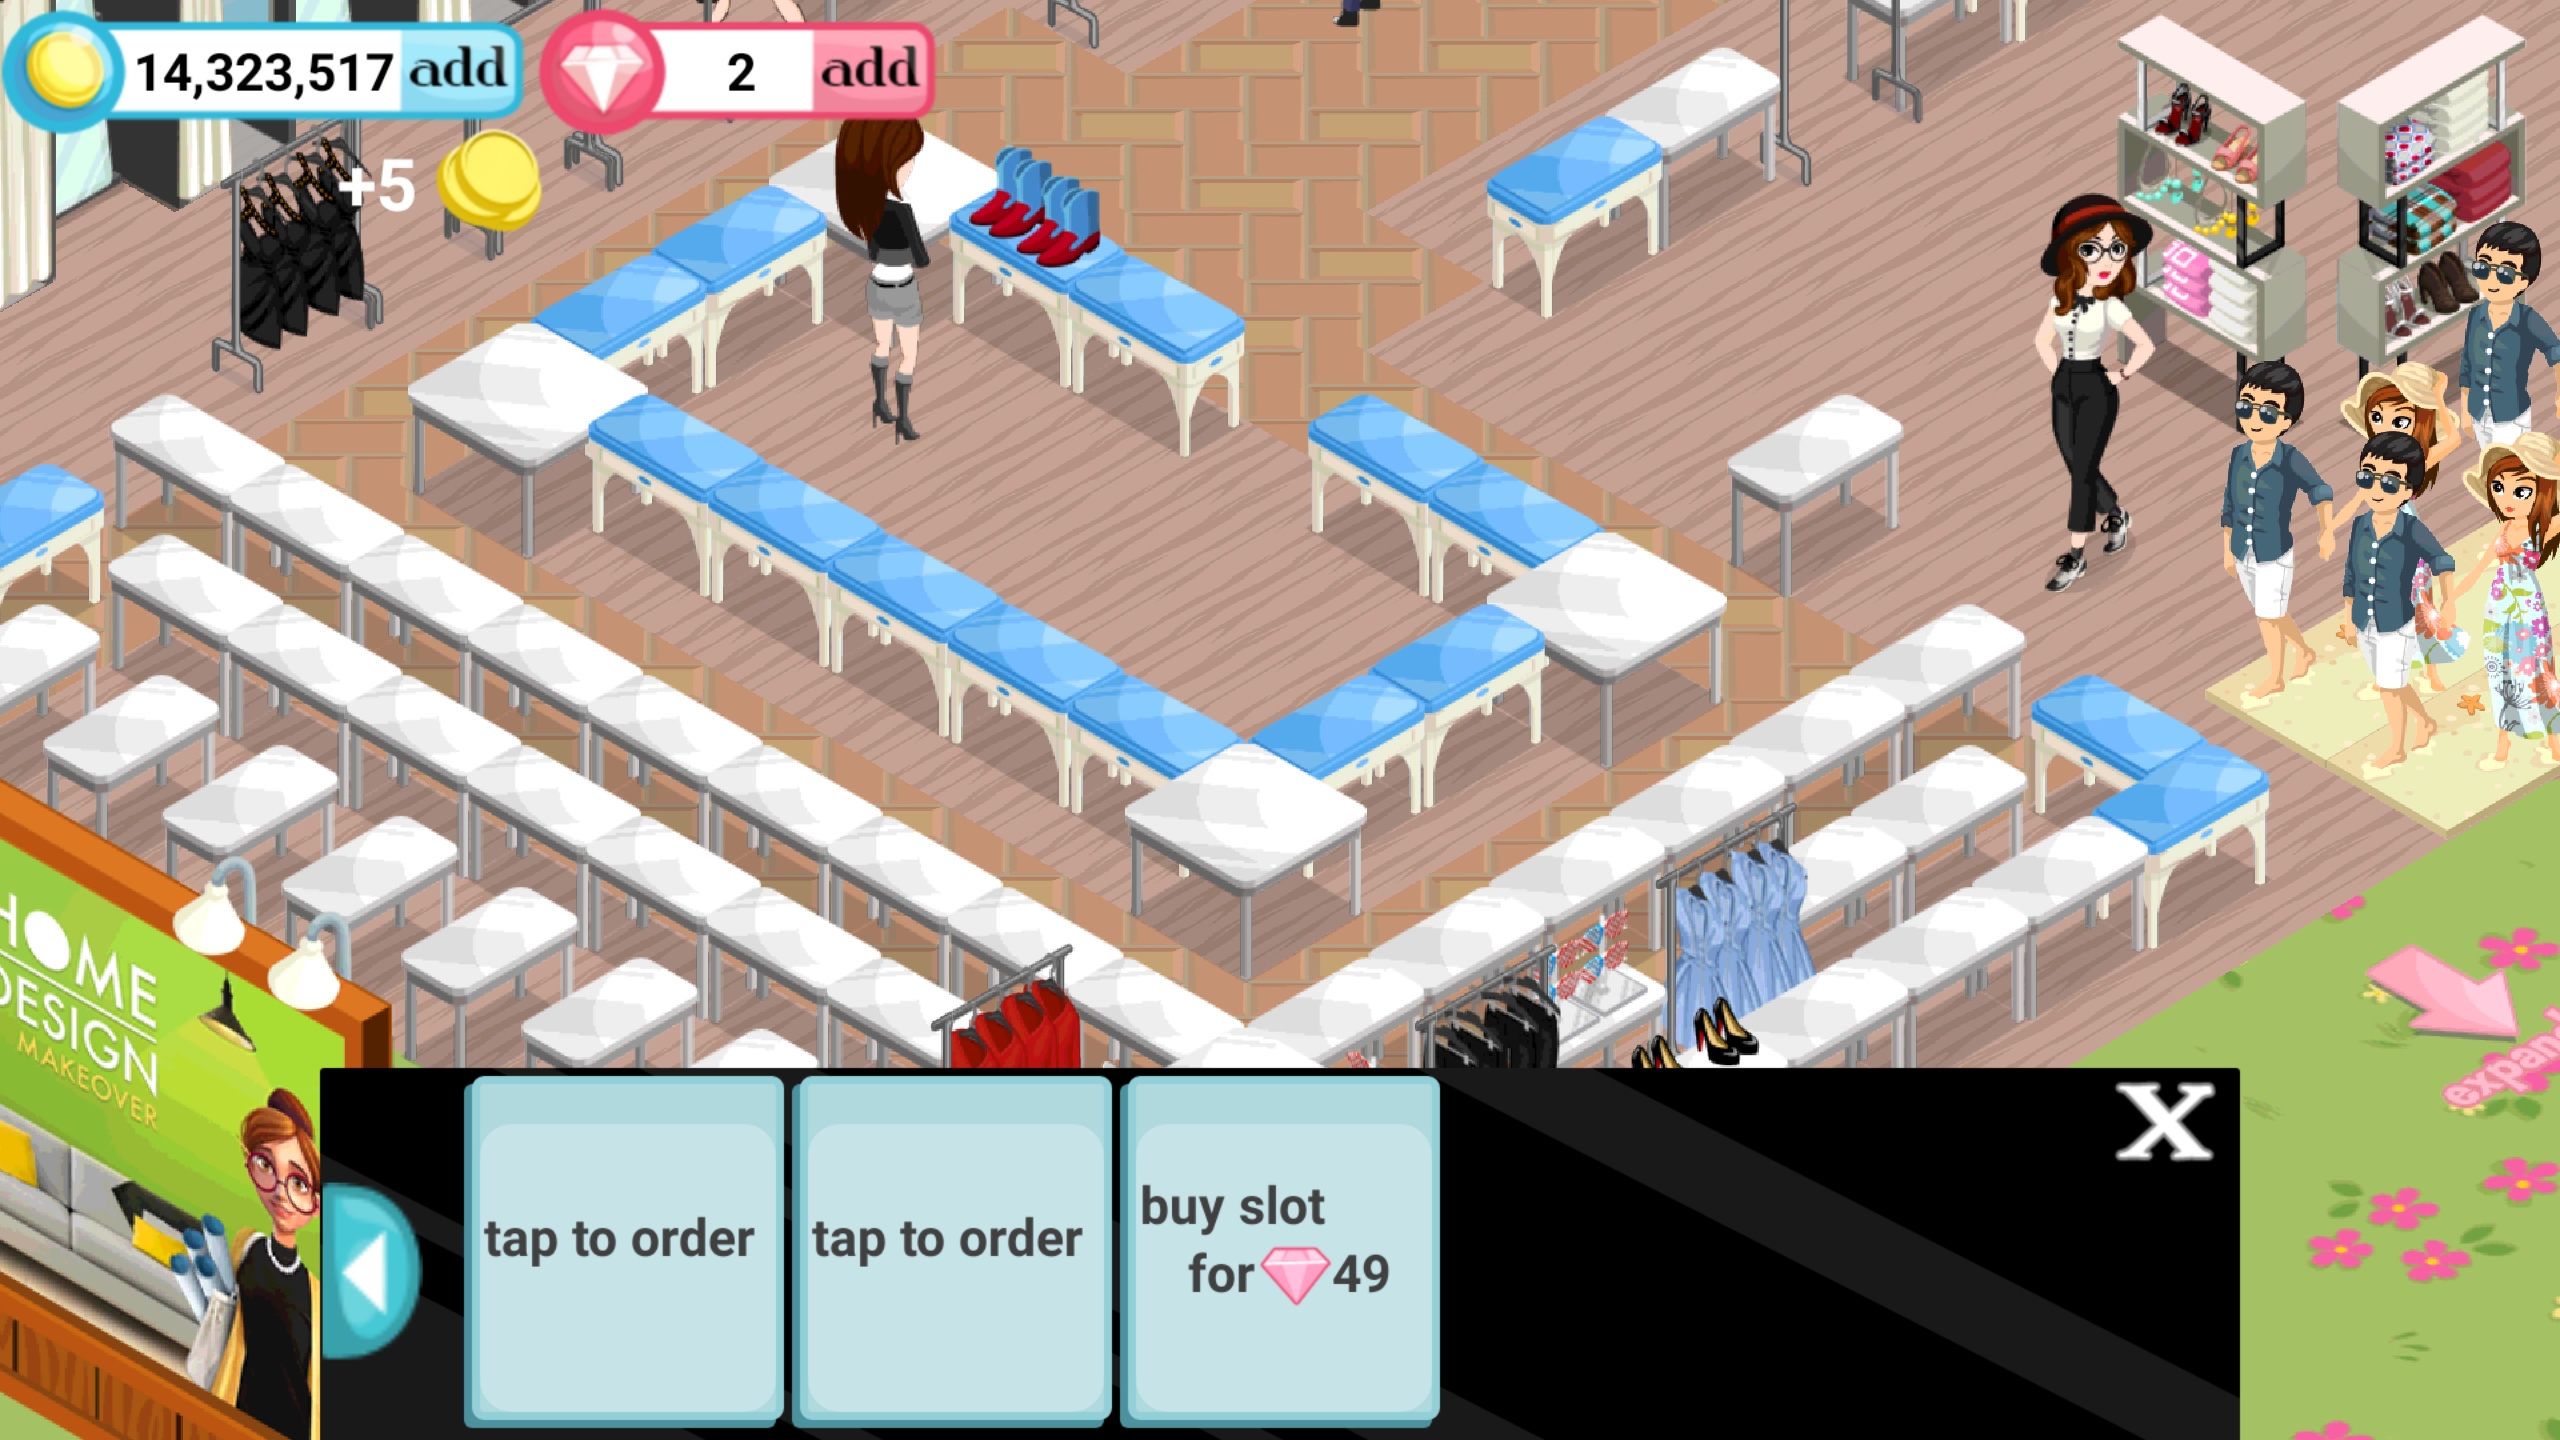 14,323,517 add
2 add
+5
HOME
DESIGN
MAKEOVER
expand
tap to order
tap to order
buy slot
for 49
X
10